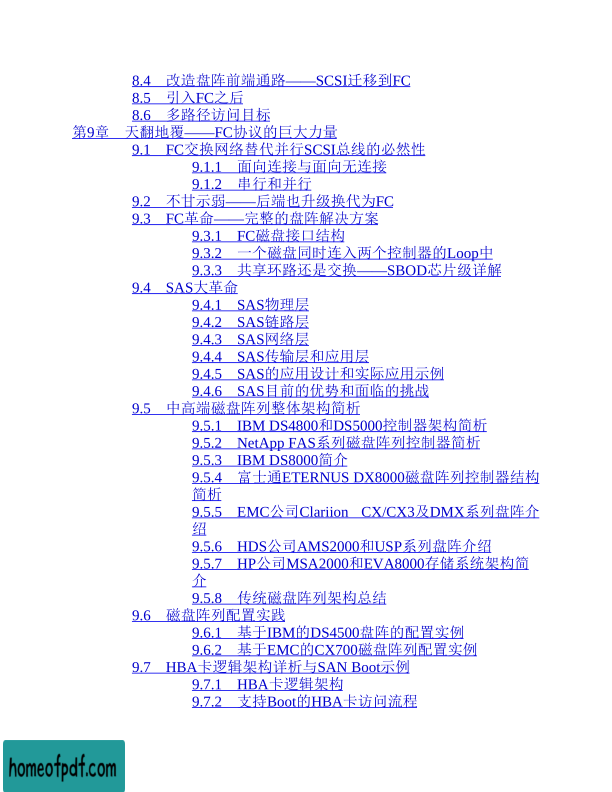 8.4　改造盘阵前端通路——SCSI迁移到FC
8.5　引入FC之后
8.6　多路径访问目标
第9章　天翻地覆——FC协议的巨大力量
9.1　FC交换网络替代并行SCSI总线的必然性
9.1.1　面向连接与面向无连接
9.1.2　串行和并行
9.2　不甘示弱——后端也升级换代为FC
9.3　FC革命——完整的盘阵解决方案
9.3.1　FC磁盘接口结构
9.3.2　一个磁盘同时连入两个控制器的Loop中
9.3.3　共享环路还是交换——SBOD芯片级详解
9.4　SAS大革命
9.4.1　SAS物理层
9.4.2　SAS链路层
9.4.3　SAS网络层
9.4.4　SAS传输层和应用层
9.4.5　SAS的应用设计和实际应用示例
9.4.6　SAS目前的优势和面临的挑战
9.5　中高端磁盘阵列整体架构简析
9.5.1　IBM DS4800和DS5000控制器架构简析
9.5.2　NetApp FAS系列磁盘阵列控制器简析
9.5.3　IBM DS8000简介
9.5.4　富士通ETERNUS DX8000磁盘阵列控制器结构
简析
9.5.5　EMC公司Clariion　CX/CX3及DMX系列盘阵介
绍
9.5.6　HDS公司AMS2000和USP系列盘阵介绍
9.5.7　HP公司MSA2000和EVA8000存储系统架构简
介
9.5.8　传统磁盘阵列架构总结
9.6　磁盘阵列配置实践
9.6.1　基于IBM的DS4500盘阵的配置实例
9.6.2　基于EMC的CX700磁盘阵列配置实例
9.7　HBA卡逻辑架构详析与SAN Boot示例
9.7.1　HBA卡逻辑架构
9.7.2　支持Boot的HBA卡访问流程
homeofpdf.com